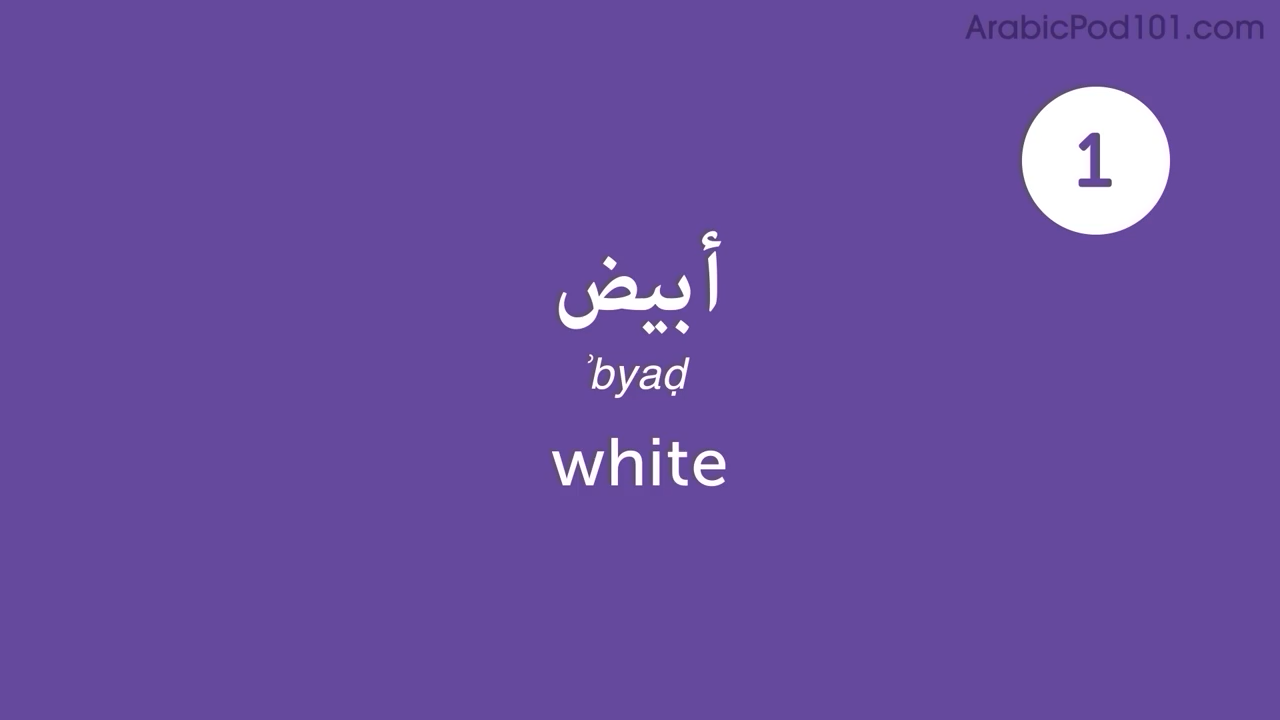 ArabicPod101.com
1
أبيض
ʾbyaḍ
white